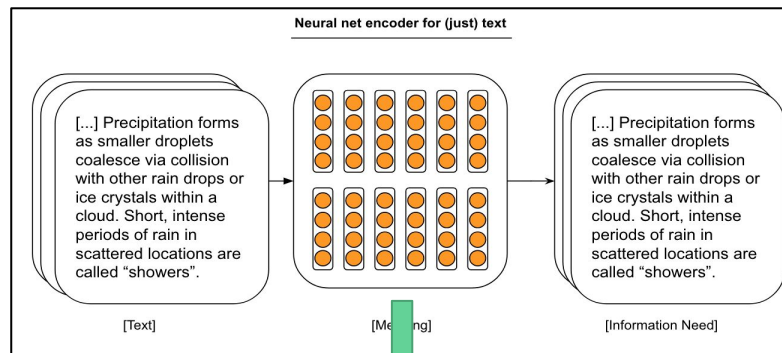 Neural net encoder for (just) text
[...] Precipitation forms
as smaller droplets
coalesce via collision
with other rain drops or
ice crystals within a
cloud. Short, intense
periods of rain in
scattered locations are
called “showers”.
[...] Precipitation forms
as smaller droplets
coalesce via collision
with other rain drops or
ice crystals within a
cloud. Short, intense
periods of rain in
scattered locations are
called “showers”.
[Text]
[Information Need]